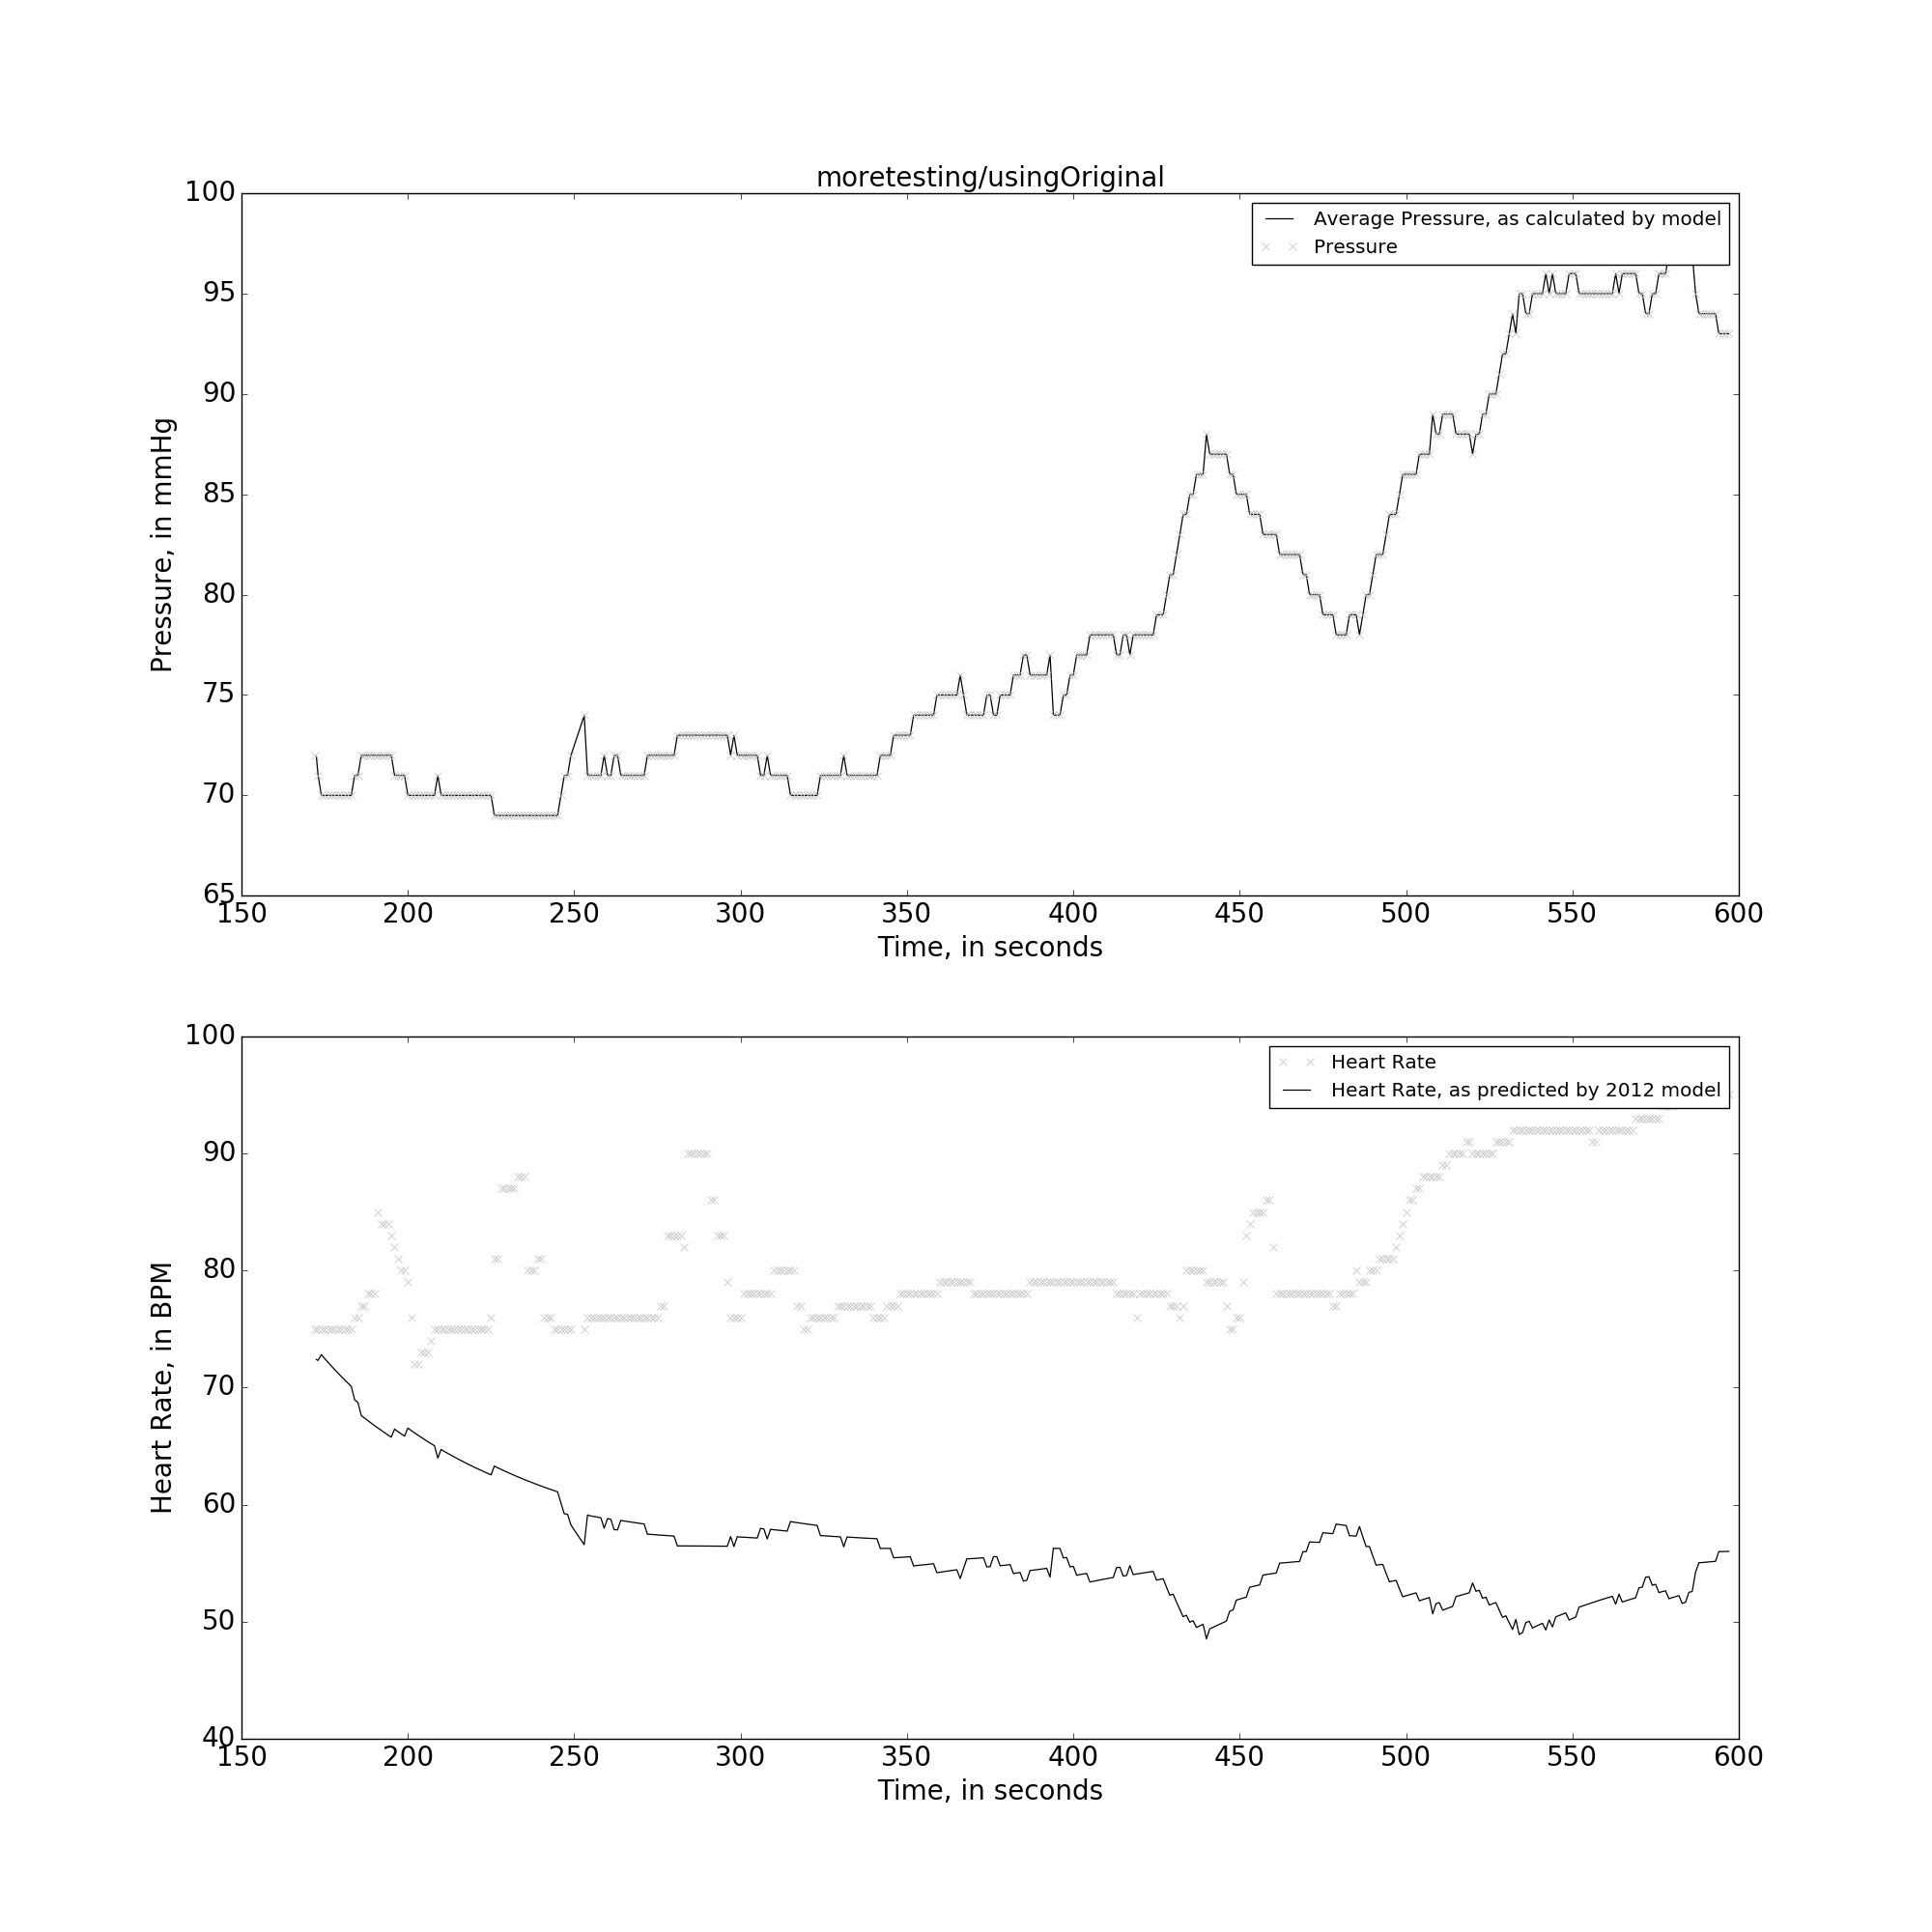 moretesting/usingOriginal
100
95
90
85
80
75
70
65
Pressure, in mmHg
Average Pressure, as calculated by model
Pressure
150 200 250 300 350 400 450 500 550 600
Time, in seconds
100
90
80
70
60
50
40
Heart Rate, in BPM
Heart Rate
Heart Rate, as predicted by 2012 model
150 200 250 300 350 400 450 500 550 600
Time, in seconds